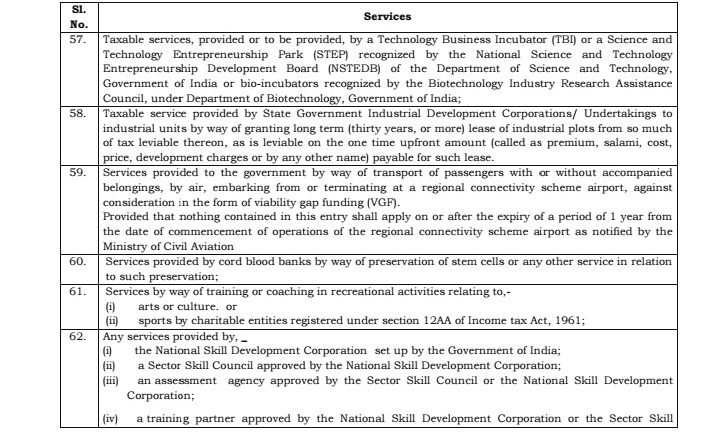 Sl.
No.
Services
57.
Taxable services, provided or to be provided, by a Technology Business Incubator (TBI) or a Science and
Technology Entrepreneurship Park (STEP) recognized by the National Science and Technology
Entrepreneurship Development Board (NSTEDB) of the Department of Science and Technology,
Government of India or bio-incubators recognized by the Biotechnology Industry Research Assistance
Council, under Department of Biotechnology, Government of India;
58.
Taxable service provided by State Government Industrial Development Corporations/ Undertakings to
industrial units by way of granting long term (thirty years, or more) lease of industrial plots from so much
of tax leviable thereon, as is leviable on the one time upfront amount (called as premium, salami, cost,
price, development charges or by any other name) payable for such lease.
59.
Services provided to the government by way of transport of passengers with or without accompanied
belongings, by air, embarking from or terminating at a regional connectivity scheme airport, against
consideration in the form of viability gap funding (VGF).
Provided that nothing contained in this entry shall apply on or after the expiry of a period of 1 year from
the date of commencement of operations of the regional connectivity scheme airport as notified by the
Ministry of Civil Aviation
60.
Services provided by cord blood banks by way of preservation of stem cells or any other service in relation
to such preservation;
61.
Services by way of training or coaching in recreational activities relating to,-
(i) arts or culture. or
(ii) sports by charitable entities registered under section 12AA of Income tax Act, 1961;
62.
Any services provided by, _
(i) the National Skill Development Corporation set up by the Government of India;
(ii) a Sector Skill Council approved by the National Skill Development Corporation;
(iii) an assessment agency approved by the Sector Skill Council or the National Skill Development
Corporation;
(iv) a training partner approved by the National Skill Development Corporation or the Sector Skill